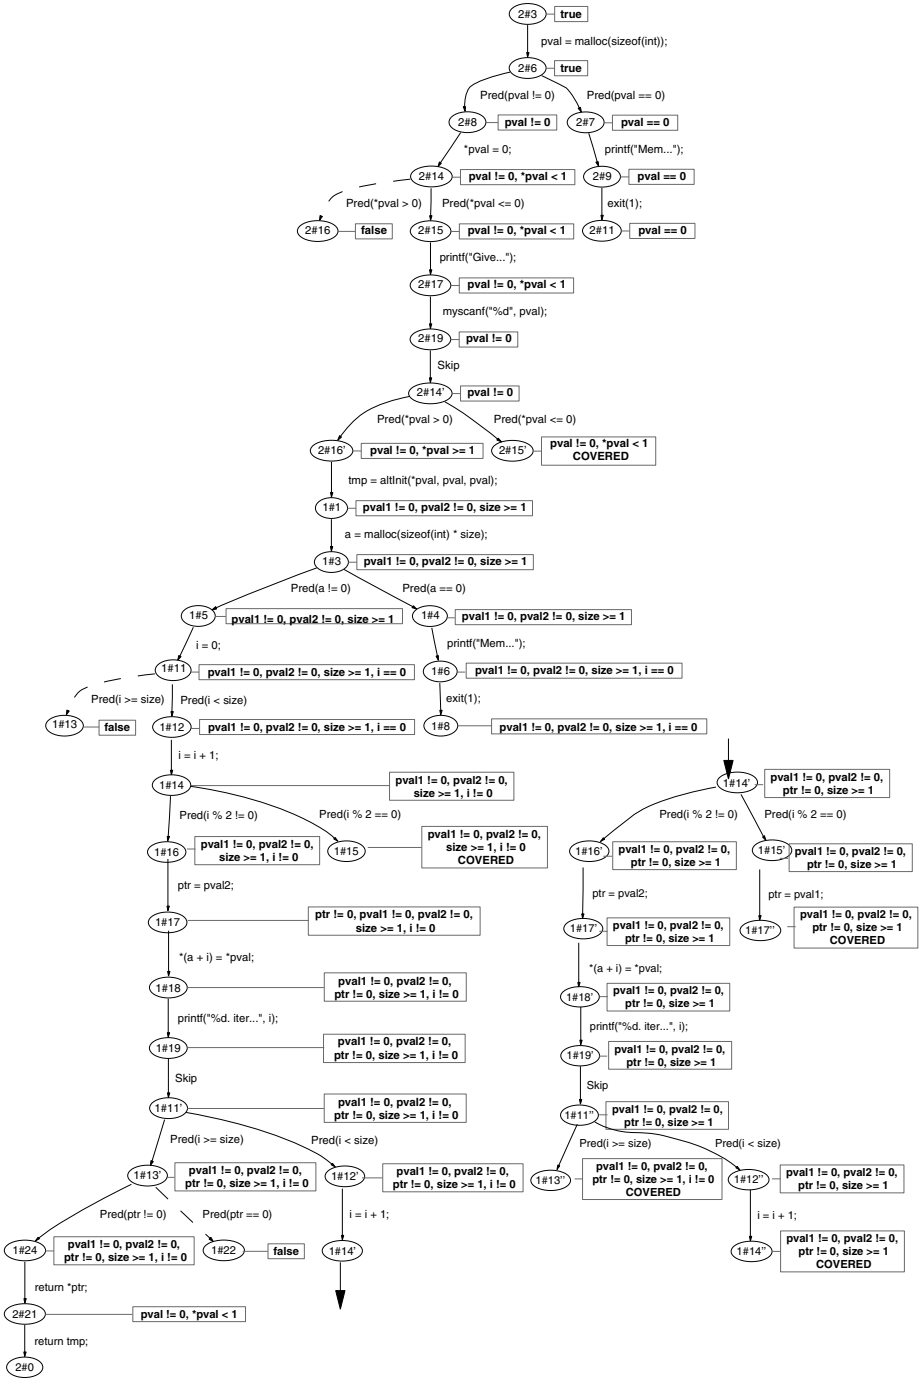 2#3 true
pval = malloc(sizeof(int));
2#6 true
Pred(pval != 0) Pred(pval == 0)
2#8 pval != 0 2#7 pval == 0
*pval = 0; printf("Mem...");
2#14 pval != 0, *pval < 1 2#9 pval == 0
Pred(*pval > 0) Pred(*pval <= 0) exit(1);
2#16 false 2#15 pval != 0, *pval < 1 2#11 pval == 0
printf("Give...");
2#17 pval != 0, *pval < 1
myscanf("%d", pval);
2#19 pval != 0
Skip
2#14' pval != 0
Pred(*pval > 0) Pred(*pval <= 0)
2#16' pval != 0, *pval >= 1 2#15' pval != 0, *pval < 1
COVERED
tmp = altInit(*pval, pval, pval);
1#1 pval1 != 0, pval2 != 0, size >= 1
a = malloc(sizeof(int) * size);
1#3 pval1 != 0, pval2 != 0, size >= 1
Pred(a != 0) Pred(a == 0)
1#5 pval1 != 0, pval2 != 0, size >= 1 1#4 pval1 != 0, pval2 != 0, size >= 1
i = 0; printf("Mem...");
1#11 pval1 != 0, pval2 != 0, size >= 1, i == 0 1#6 pval1 != 0, pval2 != 0, size >= 1, i == 0
Pred(i >= size) Pred(i < size) exit(1);
1#13 false 1#12 pval1 != 0, pval2 != 0, size >= 1, i == 0 1#8 pval1 != 0, pval2 != 0, size >= 1, i == 0
i = i + 1;
1#14 pval1 != 0, pval2 != 0,
size >= 1, i != 0
Pred(i % 2 != 0) Pred(i % 2 == 0)
1#16 pval1 != 0, pval2 != 0,
size >= 1, i != 0
1#15 pval1 != 0, pval2 != 0,
size >= 1, i != 0
COVERED
ptr = pval2;
1#17 ptr != 0, pval1 != 0, pval2 != 0,
size >= 1, i != 0
*(a + i) = *pval;
1#18 pval1 != 0, pval2 != 0,
ptr != 0, size >= 1, i != 0
printf("%d. iter...", i);
1#19 pval1 != 0, pval2 != 0,
ptr != 0, size >= 1, i != 0
Skip
1#11' pval1 != 0, pval2 != 0,
ptr != 0, size >= 1, i != 0
Pred(i >= size) Pred(i < size)
1#13' pval1 != 0, pval2 != 0,
ptr != 0, size >= 1, i != 0
1#12' pval1 != 0, pval2 != 0,
ptr != 0, size >= 1, i != 0
Pred(ptr != 0) Pred(ptr == 0) i = i + 1;
1#24 pval1 != 0, pval2 != 0,
ptr != 0, size >= 1, i != 0
1#22 false 1#14'
return *ptr;
2#21 pval != 0, *pval < 1
return tmp;
2#0
1#14' pval1 != 0, pval2 != 0,
ptr != 0, size >= 1
Pred(i % 2 != 0) Pred(i % 2 == 0)
1#16' pval1 != 0, pval2 != 0,
ptr != 0, size >= 1
1#15' pval1 != 0, pval2 != 0,
ptr != 0, size >= 1
ptr = pval2; ptr = pval1;
1#17' pval1 != 0, pval2 != 0,
ptr != 0, size >= 1
1#17'' pval1 != 0, pval2 != 0,
ptr != 0, size >= 1
COVERED
*(a + i) = *pval;
1#18' pval1 != 0, pval2 != 0,
ptr != 0, size >= 1
printf("%d. iter...", i);
1#19' pval1 != 0, pval2 != 0,
ptr != 0, size >= 1
Skip
1#11'' pval1 != 0, pval2 != 0,
ptr != 0, size >= 1
Pred(i >= size) Pred(i < size)
1#13'' pval1 != 0, pval2 != 0,
ptr != 0, size >= 1, i != 0
COVERED
1#12'' pval1 != 0, pval2 != 0,
ptr != 0, size >= 1
i = i + 1;
1#14'' pval1 != 0, pval2 != 0,
ptr != 0, size >= 1
COVERED